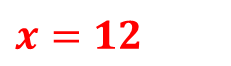 x = 12